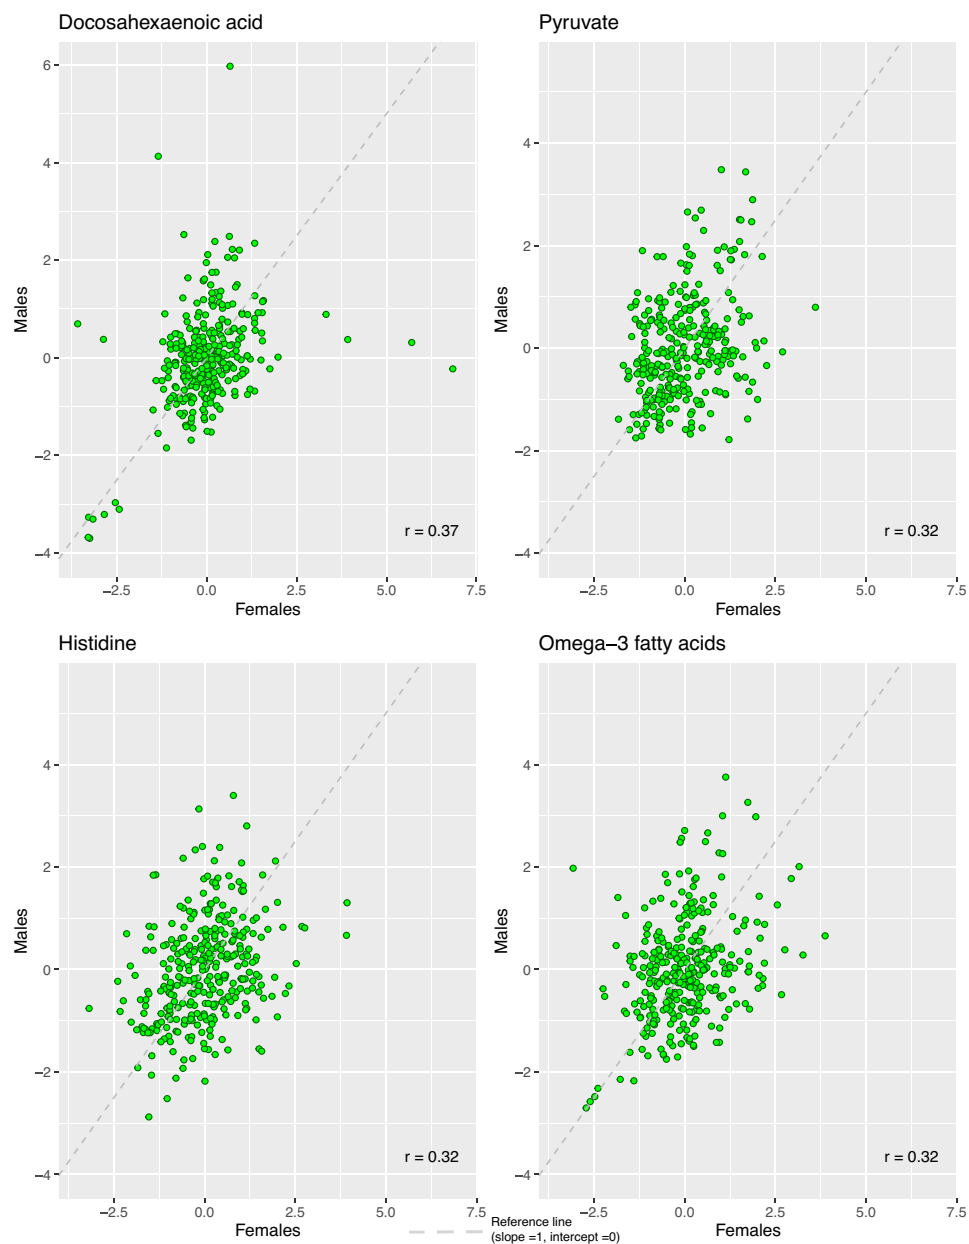 Docosahexaenoic acid
6
4
2
0
−2
−4
Males
−2.5 0.0 2.5 5.0 7.5
Females
r = 0.37
Pyruvate
4
2
0
−2
−4
Males
−2.5 0.0 2.5 5.0 7.5
Females
r = 0.32
Histidine
4
2
0
−2
−4
Males
−2.5 0.0 2.5 5.0 7.5
Females
r = 0.32
Omega−3 fatty acids
4
2
0
−2
−4
Males
−2.5 0.0 2.5 5.0 7.5
Females
r = 0.32
Reference line
(slope =1, intercept =0)